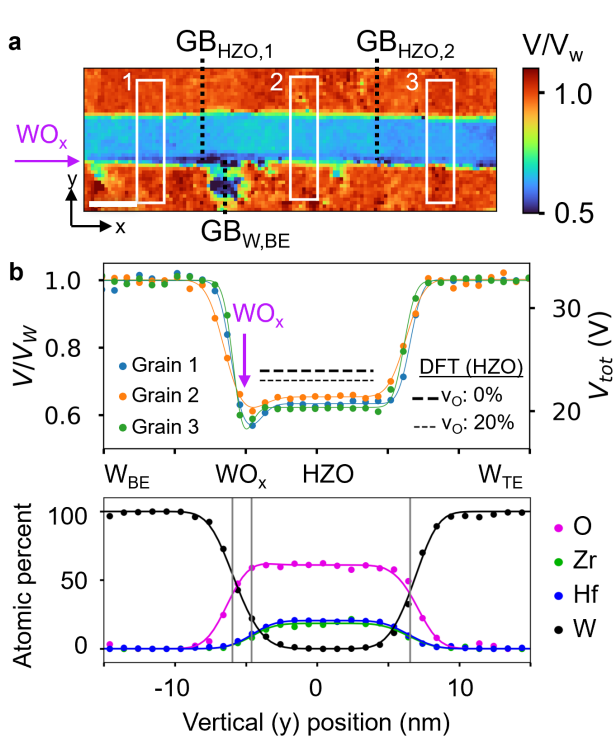 a
GB_HZO,1
GB_HZO,2
V/V_w
1
2
3
1.0
0.5
WO_x
y
x
GB_W,BE
b
1.0
0.8
0.6
V/V_W
WO_x
Grain 1
Grain 2
Grain 3
DFT (HZO)
v_O: 0%
v_O: 20%
30
20
V_tot (V)
W_BE
WO_x
HZO
W_TE
100
50
0
Atomic percent
O
Zr
Hf
W
-10
0
10
Vertical (y) position (nm)